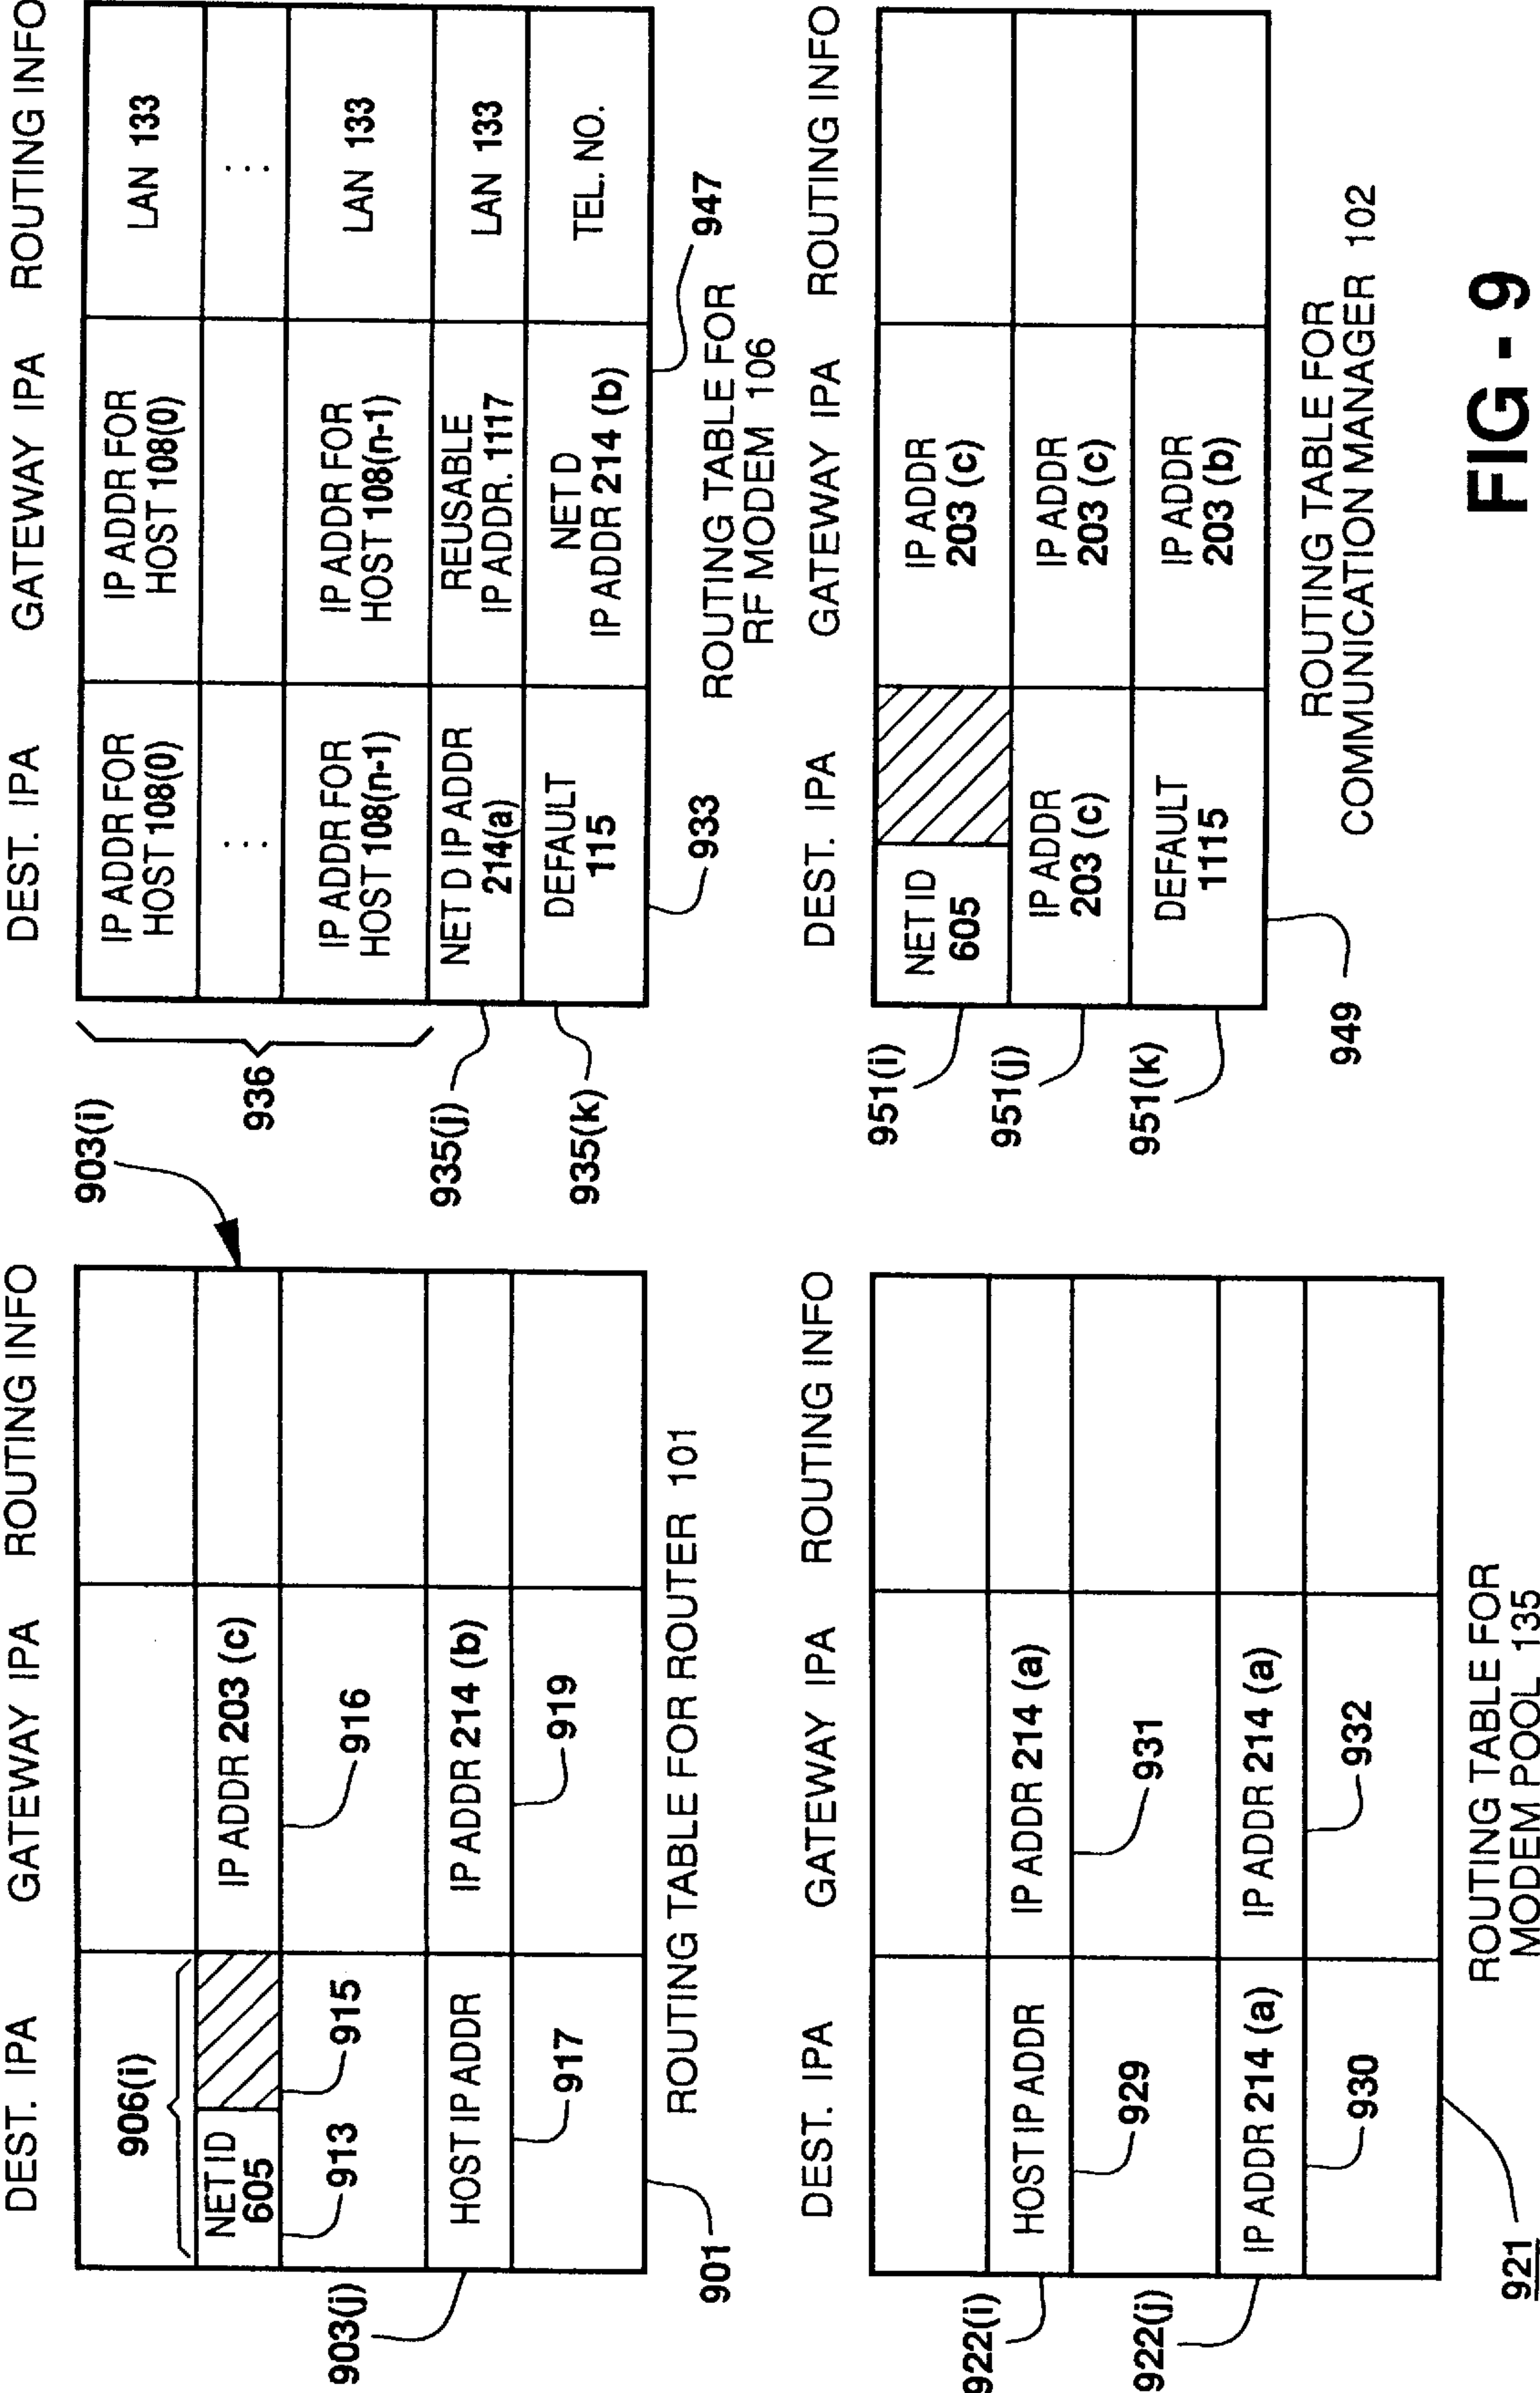 DEST. IPA GATEWAY IPA ROUTING INFO
906(i)
903(i)
NET ID
605
IP ADDR 203 (c)
913
915
916
903(j)
HOST IP ADDR
IP ADDR 214 (b)
917
919
901
ROUTING TABLE FOR ROUTER 101
DEST. IPA GATEWAY IPA ROUTING INFO
936
IP ADDR FOR
HOST 108(0)
IP ADDR FOR
HOST 108(0)
LAN 133
⋮
⋮
IP ADDR FOR
HOST 108(n-1)
IP ADDR FOR
HOST 108(n-1)
LAN 133
935(j)
NET D IP ADDR
214(a)
REUSABLE
IP ADDR. 1117
LAN 133
935(k)
DEFAULT
115
NET D
IP ADDR 214 (b)
TEL. NO.
933
947
ROUTING TABLE FOR
RF MODEM 106
DEST. IPA GATEWAY IPA ROUTING INFO
922(i)
HOST IP ADDR
IP ADDR 214 (a)
929
931
922(j)
IP ADDR 214 (a)
IP ADDR 214 (a)
930
932
921
ROUTING TABLE FOR
MODEM POOL 135
DEST. IPA GATEWAY IPA ROUTING INFO
951(i)
NET ID
605
IP ADDR
203 (c)
951(j)
IP ADDR
203 (c)
IP ADDR
203 (c)
951(k)
DEFAULT
1115
IP ADDR
203 (b)
949
ROUTING TABLE FOR
COMMUNICATION MANAGER 102
FIG - 9